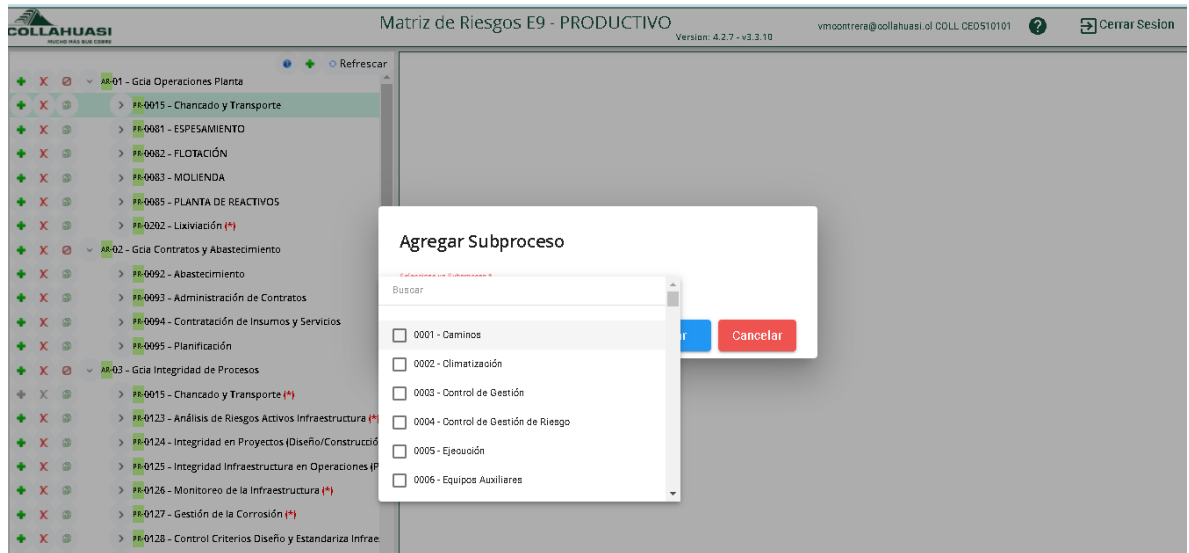 COLLAHUASI
MUCHO MÁS QUE COBRE
Matriz de Riesgos E9 - PRODUCTIVO
Version: 4.2.7 - v3.3.10
vmcontrera@collahuasi.cl COLL CEO510101
?
Cerrar Sesion
Refrescar
AR-01 - Gcia Operaciones Planta
PR-0015 - Chancado y Transporte
PR-0081 - ESPESAMIENTO
PR-0082 - FLOTACIÓN
PR-0083 - MOLIENDA
PR-0085 - PLANTA DE REACTIVOS
PR-0202 - Lixiviación (*)
AR-02 - Gcia Contratos y Abastecimiento
PR-0092 - Abastecimiento
PR-0093 - Administración de Contratos
PR-0094 - Contratación de Insumos y Servicios
PR-0095 - Planificación
AR-03 - Gcia Integridad de Procesos
PR-0015 - Chancado y Transporte (*)
PR-0123 - Análisis de Riesgos Activos Infraestructura (*
PR-0124 - Integridad en Proyectos (Diseño/Construcció
PR-0125 - Integridad Infraestructura en Operaciones (P
PR-0126 - Monitoreo de la Infraestructura (*)
PR-0127 - Gestión de la Corrosión (*)
PR-0128 - Control Criterios Diseño y Estandariza Infrae
Agregar Subproceso
Seleccione un Subproceso *
Buscar
0001 - Caminos
0002 - Climatización
0003 - Control de Gestión
0004 - Control de Gestión de Riesgo
0005 - Ejecución
0006 - Equipos Auxiliares
r
Cancelar